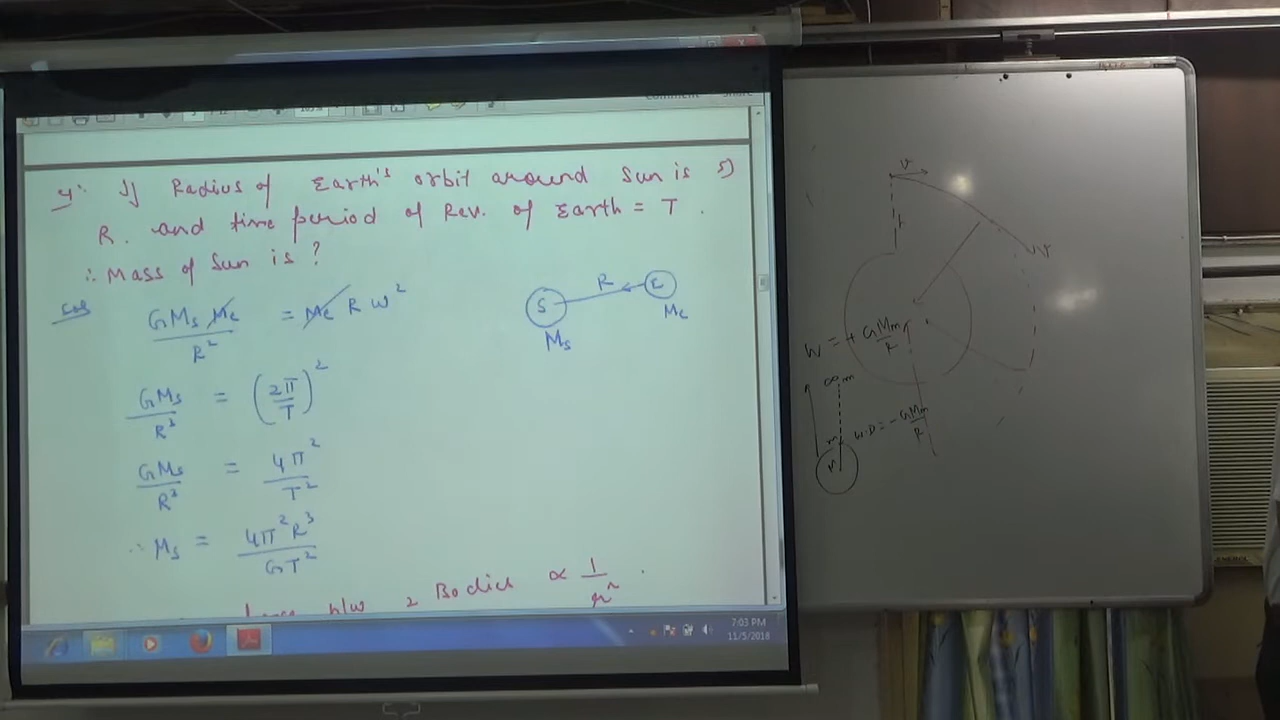 4:- If Radius of Earth's orbit around Sun is 5)
R. and time period of Rev. of Earth = T.
∴ Mass of Sun is ?
GMs Me / R² = Me R ω²
S R E
Ms Me
GMs / R³ = (2π / T)²
GMs / R³ = 4π² / T²
∴ Ms = 4π²R³ / GT²
b/w 2 Bodies ∝ 1 / rⁿ
7:03 PM
11/5/2018
v
W = + GMm / R
∞ m
m
W.D = - GMm / R